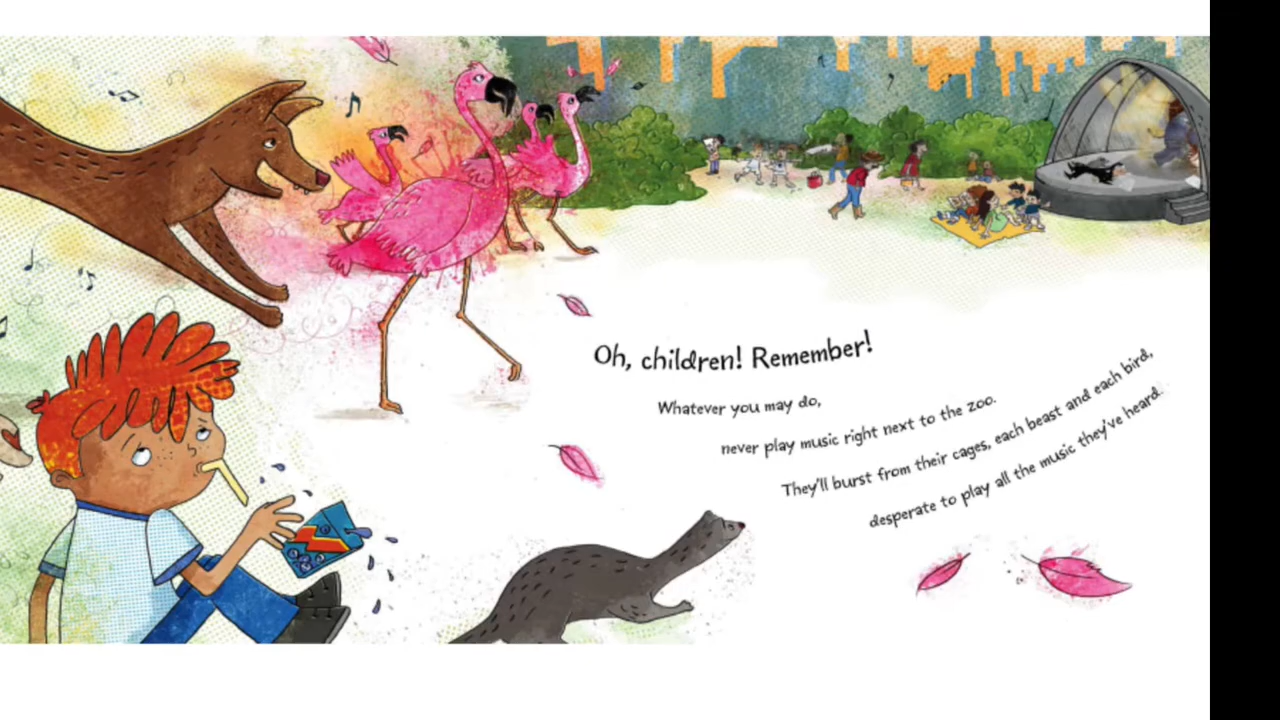 Oh, children! Remember!
Whatever you may do,
never play music right next to the zoo.
They'll burst from their cages, each beast and each bird,
desperate to play all the music they've heard.